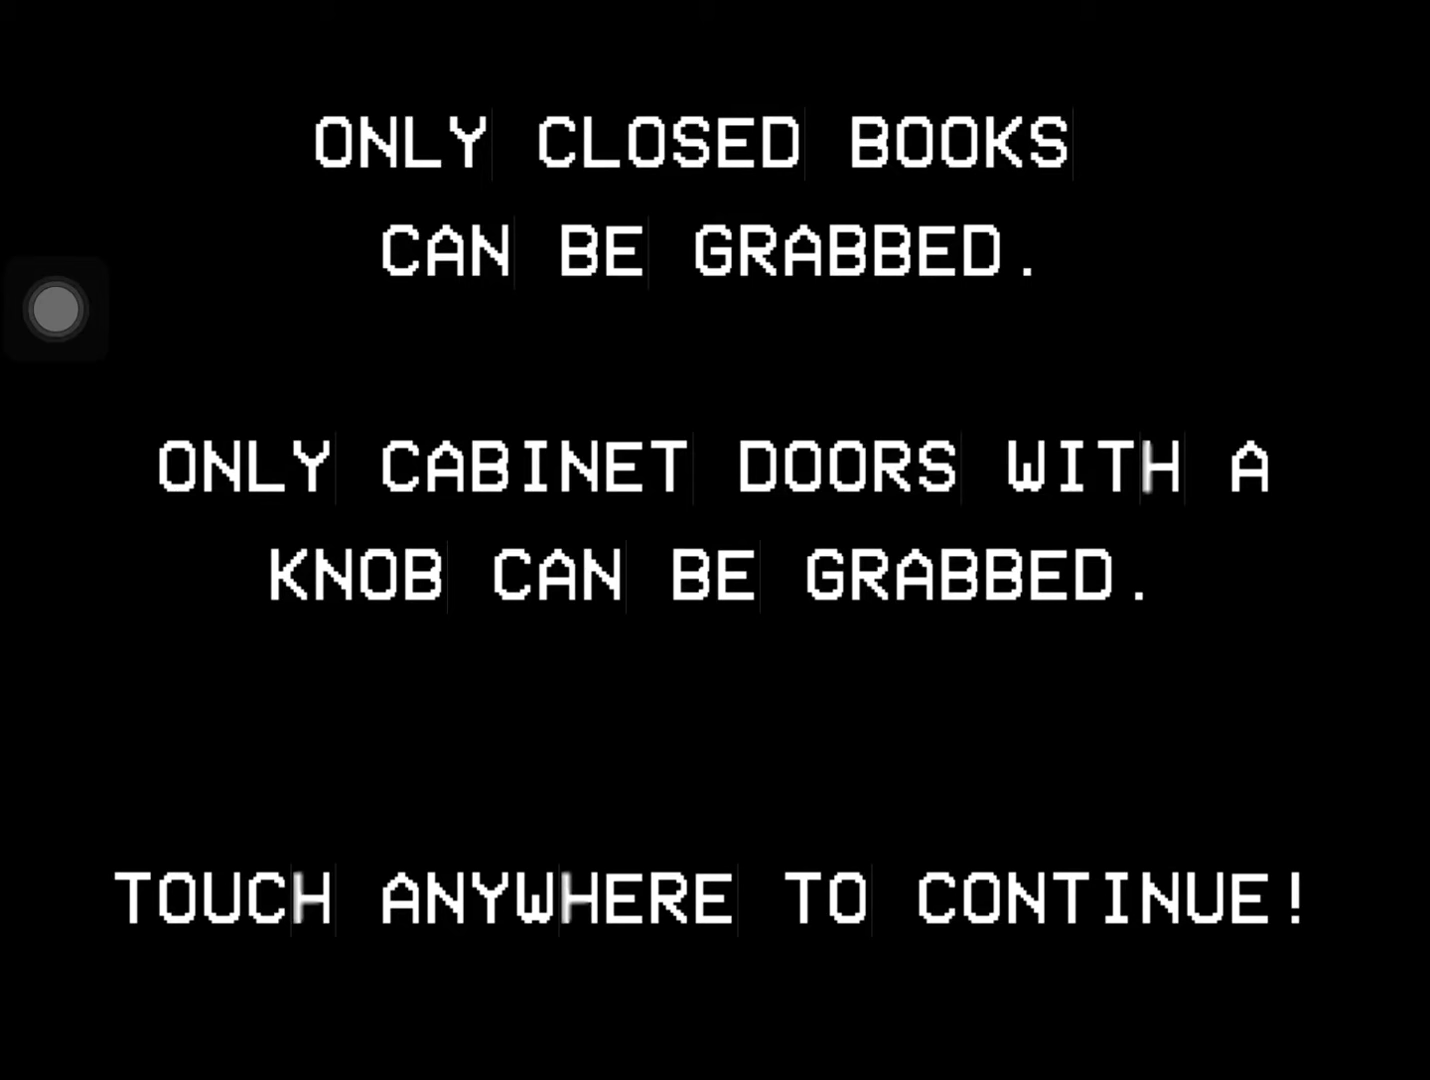 ONLY CLOSED BOOKS
CAN BE GRABBED.
ONLY CABINET DOORS WITH A
KNOB CAN BE GRABBED.
TOUCH ANYWHERE TO CONTINUE!